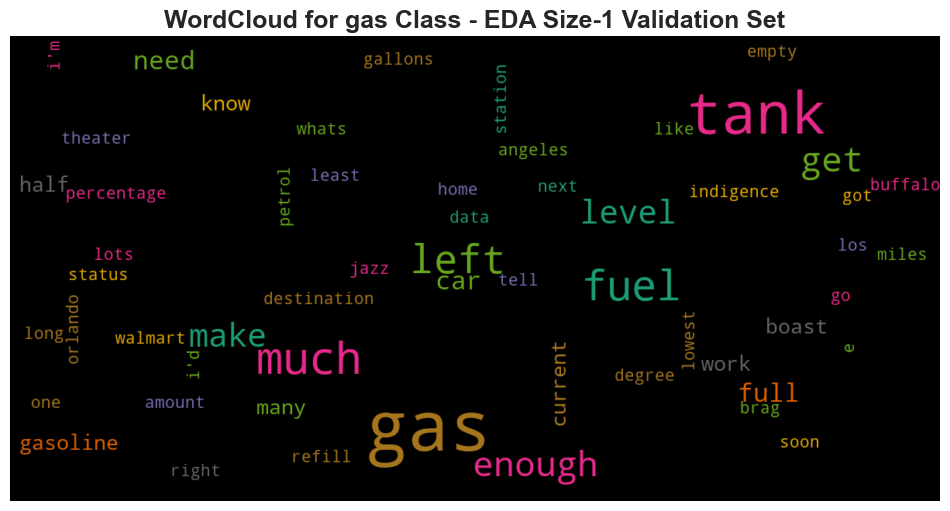 WordCloud for gas Class - EDA Size-1 Validation Set
i'm
need
gallons
empty
know
station
tank
theater
whats
like
angeles
get
half
percentage
petrol
least
home
next
indigence
got
buffalo
data
level
lots
status
jazz
left
car
tell
los
miles
fuel
destination
go
long
orlando
walmart
make
i'd
much
lowest
boast
e
work
current
degree
one
amount
many
full
brag
gas
gasoline
right
refill
enough
soon